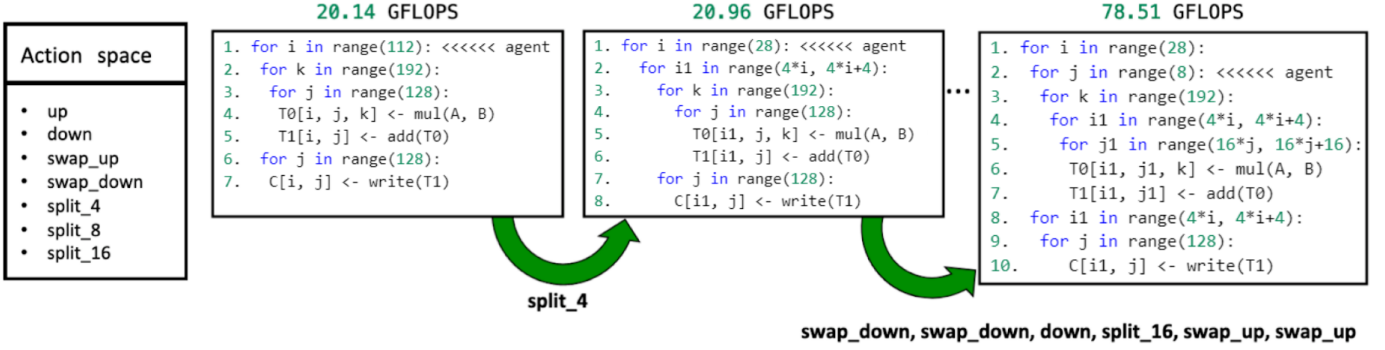 Action space
• up
• down
• swap_up
• swap_down
• split_4
• split_8
• split_16
20.14 GFLOPS
1. for i in range(112): <<<<<< agent
2. for k in range(192):
3. for j in range(128):
4. T0[i, j, k] <- mul(A, B)
5. T1[i, j] <- add(T0)
6. for j in range(128):
7. C[i, j] <- write(T1)
split_4
20.96 GFLOPS
1. for i in range(28): <<<<<< agent
2. for i1 in range(4*i, 4*i+4):
3. for k in range(192):
4. for j in range(128):
5. T0[i1, j, k] <- mul(A, B)
6. T1[i1, j] <- add(T0)
7. for j in range(128):
8. C[i1, j] <- write(T1)
...
swap_down, swap_down, down, split_16, swap_up, swap_up
78.51 GFLOPS
1. for i in range(28):
2. for j in range(8): <<<<<< agent
3. for k in range(192):
4. for i1 in range(4*i, 4*i+4):
5. for j1 in range(16*j, 16*j+16):
6. T0[i1, j1, k] <- mul(A, B)
7. T1[i1, j1] <- add(T0)
8. for i1 in range(4*i, 4*i+4):
9. for j in range(128):
10. C[i1, j] <- write(T1)